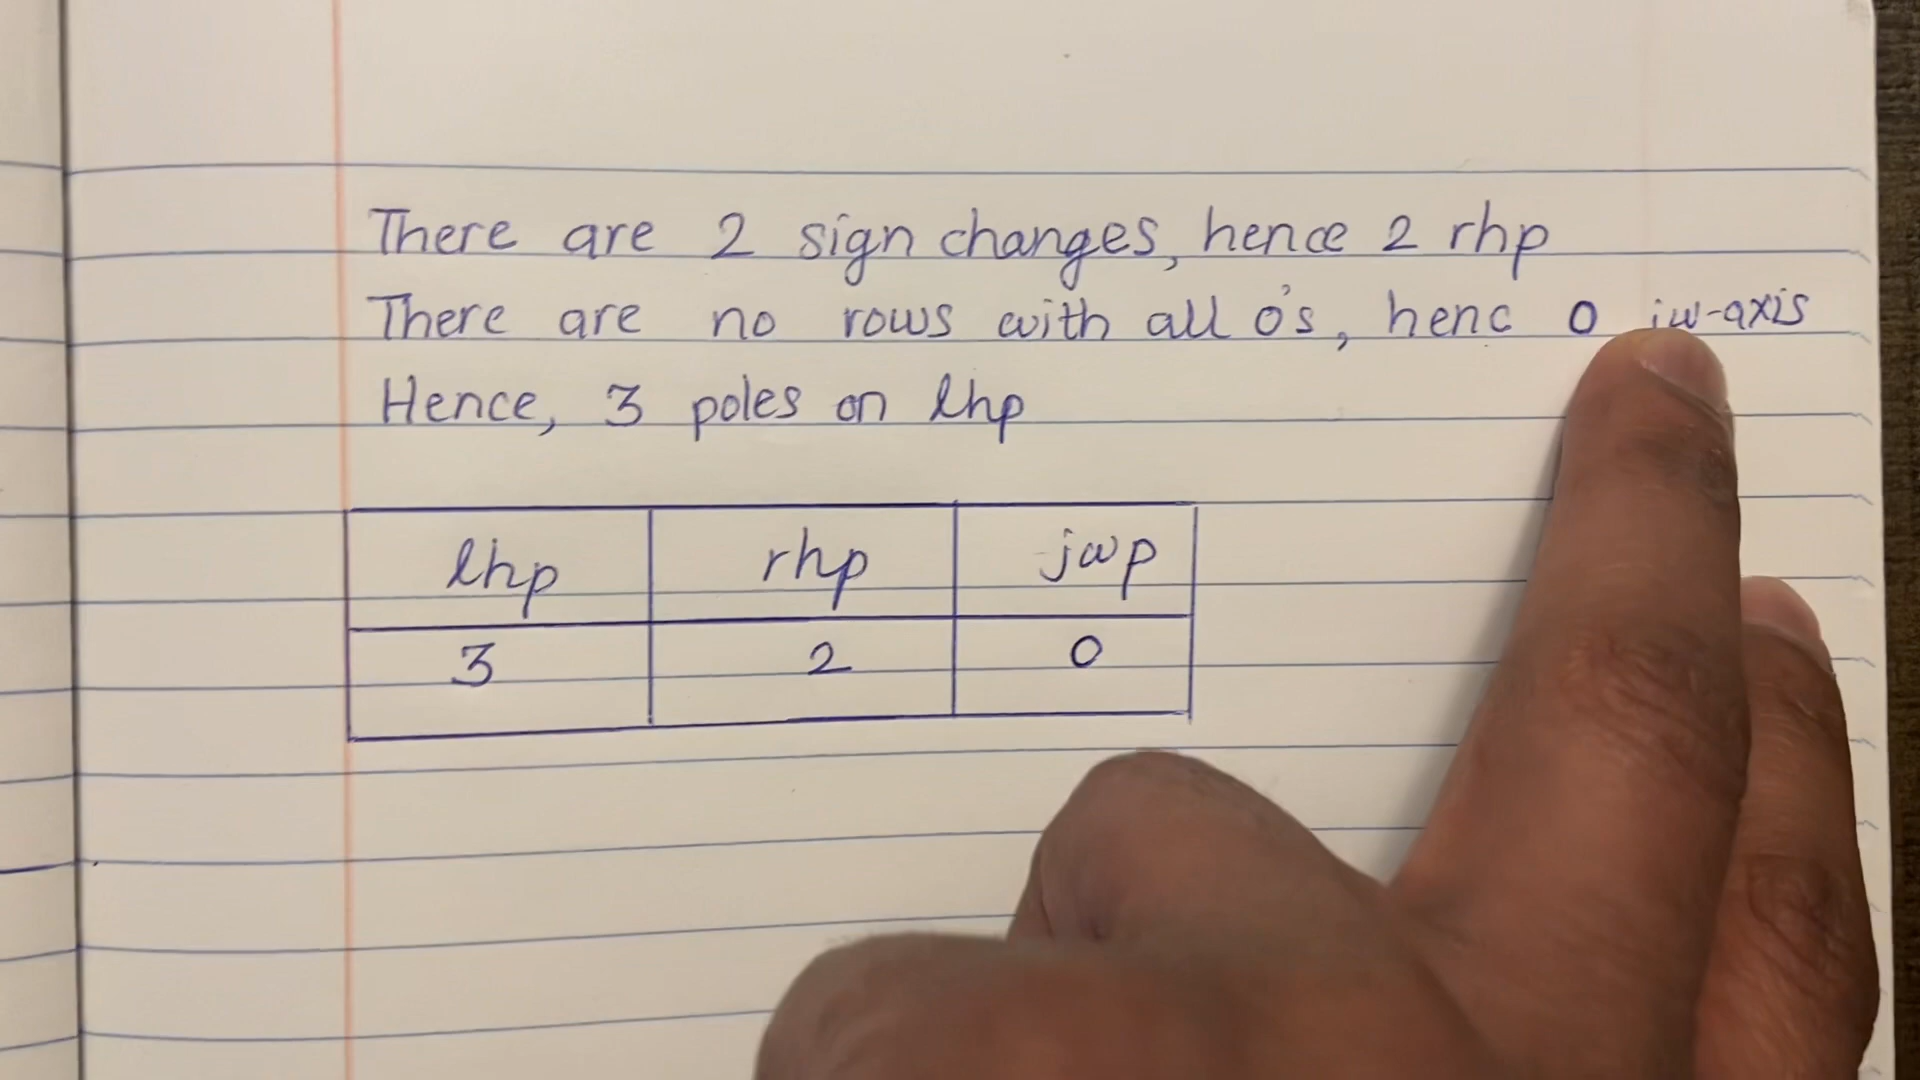 There are 2 sign changes, hence 2 rhp
There are no rows with all 0's, henc 0 jw-axis
Hence, 3 poles on lhp
lhp rhp jωp
3 2 0